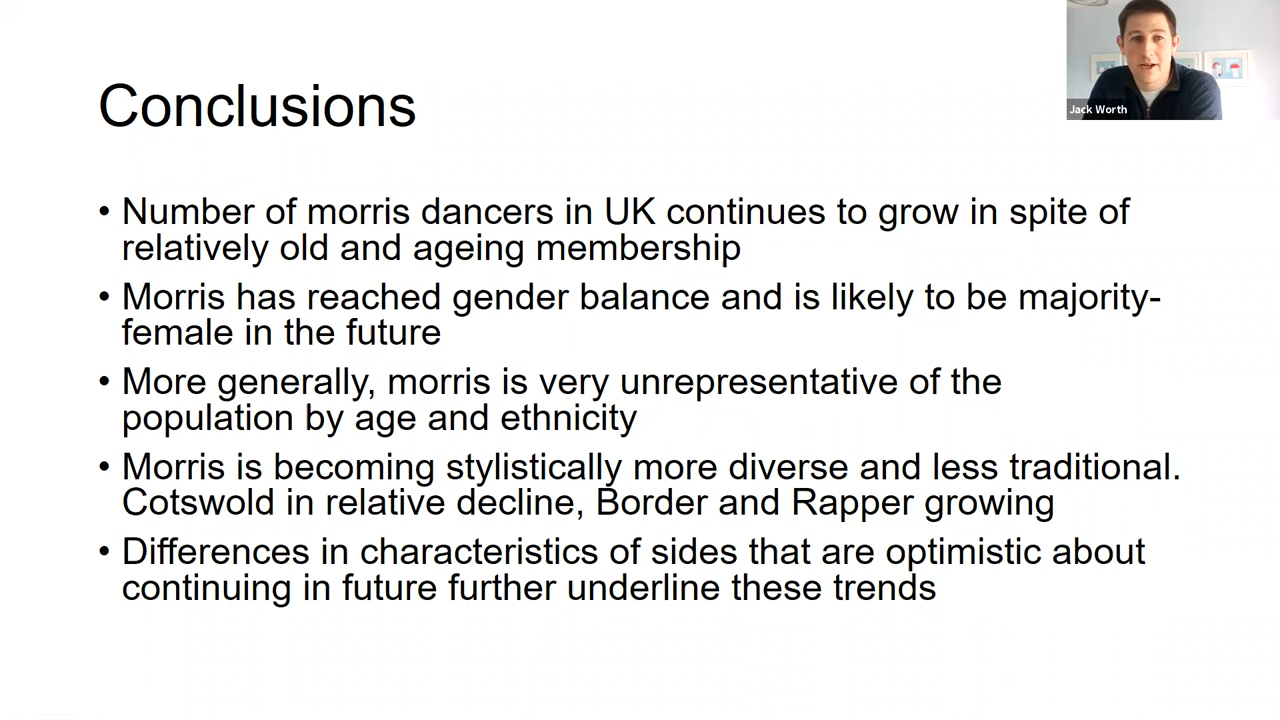 Jack Worth
Conclusions
• Number of morris dancers in UK continues to grow in spite of
relatively old and ageing membership
• Morris has reached gender balance and is likely to be majority-
female in the future
• More generally, morris is very unrepresentative of the
population by age and ethnicity
• Morris is becoming stylistically more diverse and less traditional.
Cotswold in relative decline, Border and Rapper growing
• Differences in characteristics of sides that are optimistic about
continuing in future further underline these trends